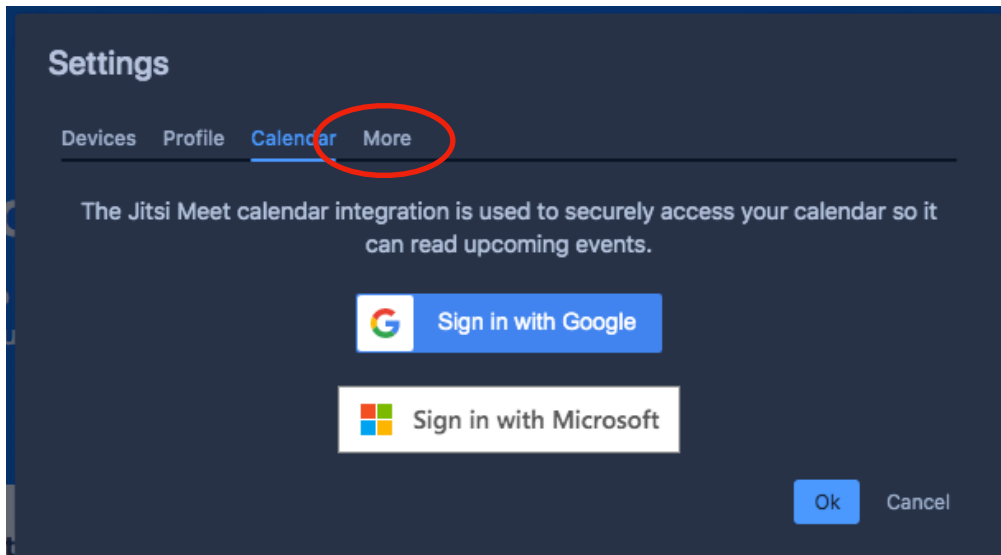 Settings
Devices Profile Calendar More
The Jitsi Meet calendar integration is used to securely access your calendar so it
can read upcoming events.
Sign in with Google
Sign in with Microsoft
Ok Cancel